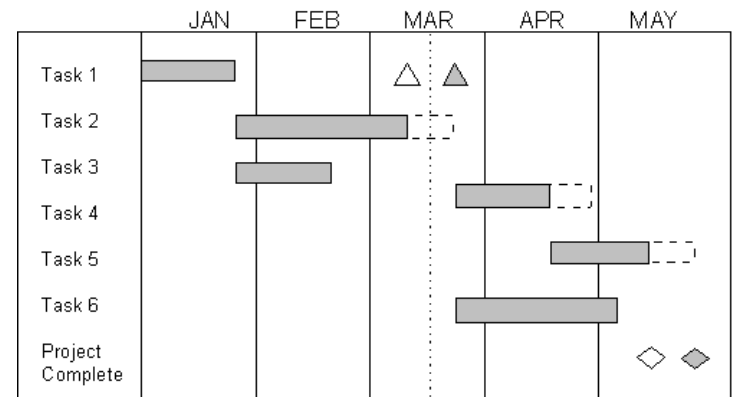 JAN FEB MAR APR MAY
Task 1
Task 2
Task 3
Task 4
Task 5
Task 6
Project
Complete